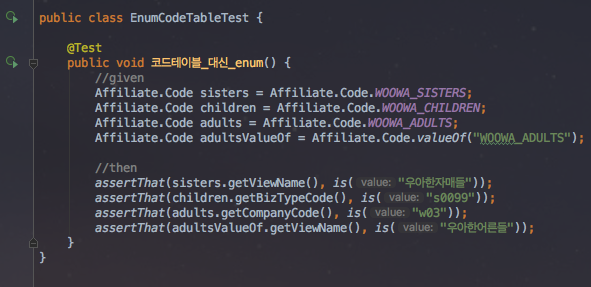 public class EnumCodeTableTest {
@Test
public void 코드테이블_대신_enum() {
//given
Affiliate.Code sisters = Affiliate.Code.WOOWA_SISTERS;
Affiliate.Code children = Affiliate.Code.WOOWA_CHILDREN;
Affiliate.Code adults = Affiliate.Code.WOOWA_ADULTS;
Affiliate.Code adultsValueOf = Affiliate.Code.valueOf("WOOWA_ADULTS");
//then
assertThat(sisters.getViewName(), is( value: "우아한자매들"));
assertThat(children.getBizTypeCode(), is( value: "s0099"));
assertThat(adults.getCompanyCode(), is( value: "w03"));
assertThat(adultsValueOf.getViewName(), is( value: "우아한어른들"));
}
}